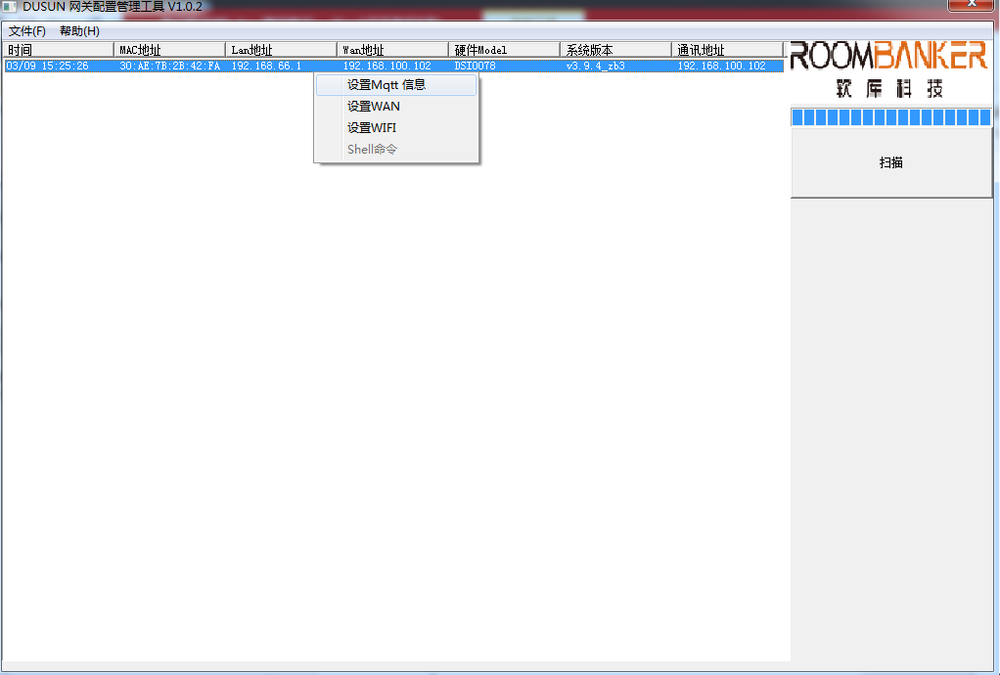 DUSUN 网关配置管理工具 V1.0.2
X
文件(F) 帮助(H)
时间 MAC地址 Lan地址 Wan地址 硬件Model 系统版本 通讯地址
03/09 15:25:26 30:AE:7B:2B:42:FA 192.168.66.1 192.168.100.102 DSI0078 v3.9.4_zb3 192.168.100.102
ROOMBANKER
软库科技
设置Mqtt 信息
设置WAN
设置WIFI
Shell命令
扫描